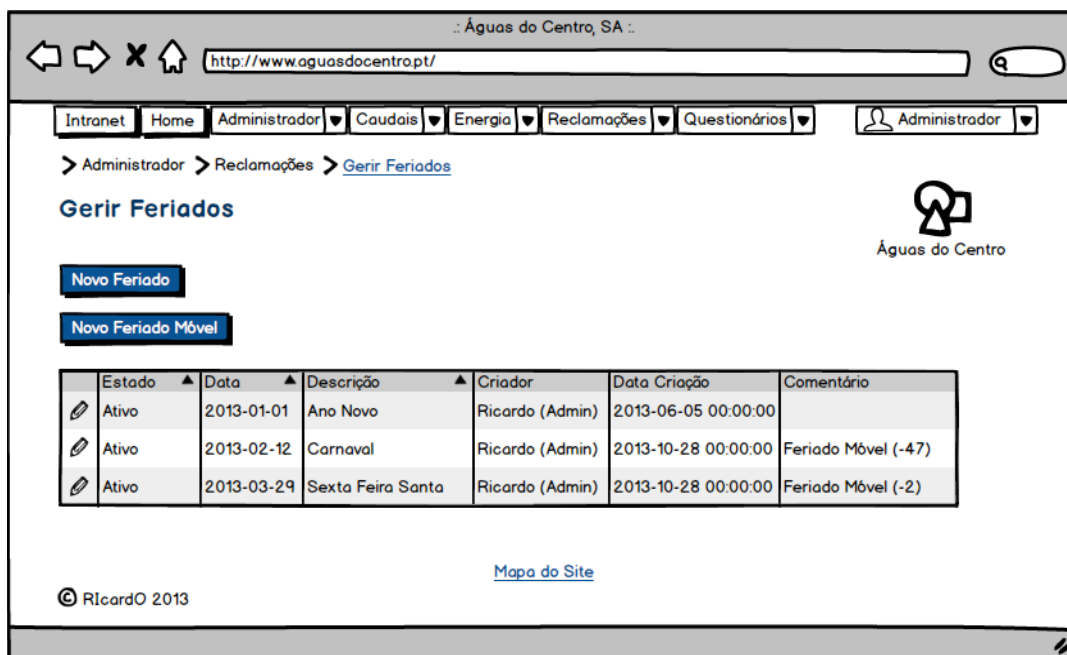 .: Águas do Centro, SA :.
http://www.aguasdocentro.pt/
Intranet Home Administrador Caudais Energia Reclamações Questionários Administrador
Administrador Reclamações Gerir Feriados
Gerir Feriados
Águas do Centro
Novo Feriado
Novo Feriado Móvel
Estado Data Descrição Criador Data Criação Comentário
Ativo 2013-01-01 Ano Novo Ricardo (Admin) 2013-06-05 00:00:00
Ativo 2013-02-12 Carnaval Ricardo (Admin) 2013-10-28 00:00:00 Feriado Móvel (-47)
Ativo 2013-03-29 Sexta Feira Santa Ricardo (Admin) 2013-10-28 00:00:00 Feriado Móvel (-2)
Mapa do Site
© RIcardO 2013